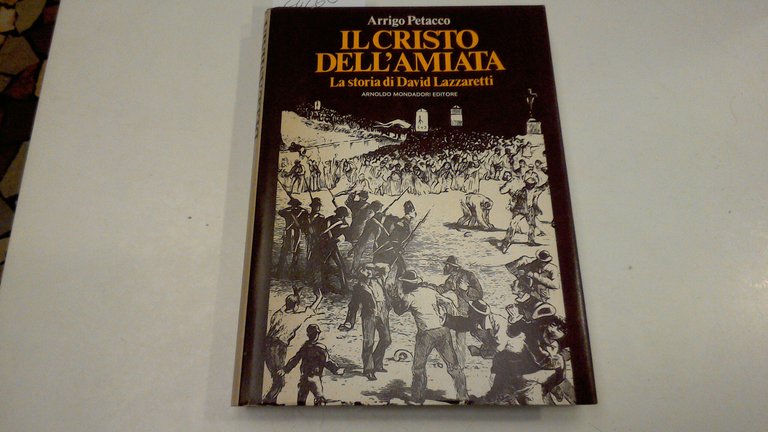 Arrigo Petacco
IL CRISTO
DELL'AMIATA
La storia di David Lazzaretti
ARNOLDO MONDADORI EDITORE